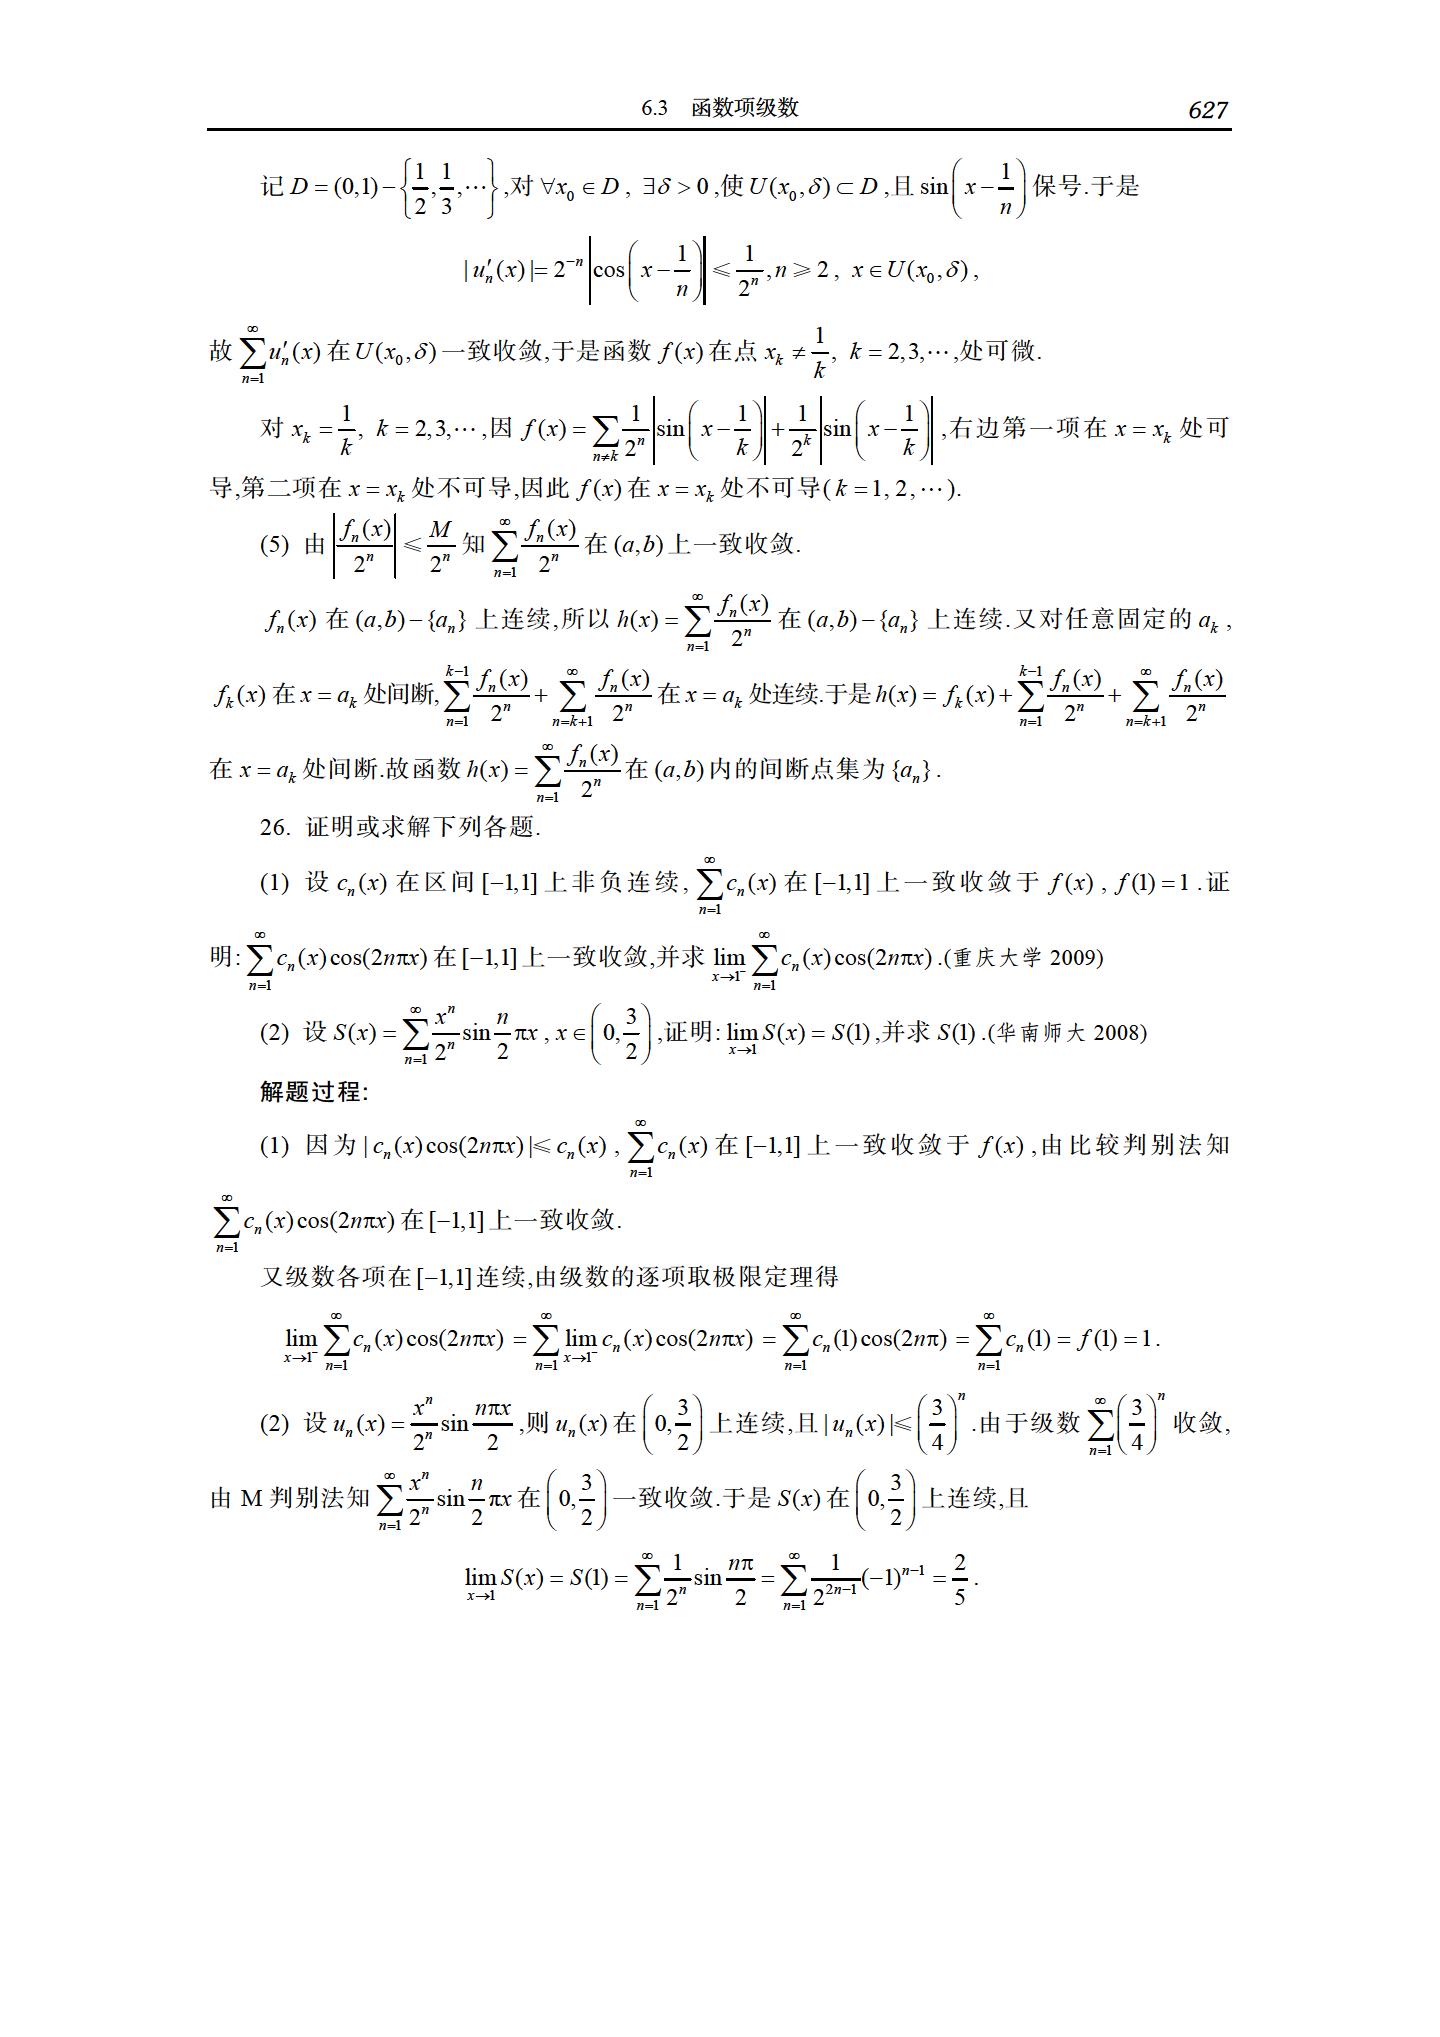 6.3 函数项级数 627
记 $D=(0,1)-\left\{\frac{1}{2},\frac{1}{3},\cdots\right\}$,对 $\forall x_0\in D$, $\exists\delta>0$,使 $U(x_0,\delta)\subset D$,且 $\sin\left(x-\frac{1}{n}\right)$ 保号.于是
$|u_n'(x)|=2^{-n}\left|\cos\left(x-\frac{1}{n}\right)\right|\leqslant\frac{1}{2^n},n\geqslant 2, x\in U(x_0,\delta),$
故 $\sum_{n=1}^{\infty}u_n'(x)$ 在 $U(x_0,\delta)$ 一致收敛,于是函数 $f(x)$ 在点 $x_k\neq\frac{1}{k}, k=2,3,\cdots$,处可微.
对 $x_k=\frac{1}{k}, k=2,3,\cdots$,因 $f(x)=\sum_{n\neq k}\frac{1}{2^n}\left|\sin\left(x-\frac{1}{k}\right)\right|+\frac{1}{2^k}\left|\sin\left(x-\frac{1}{k}\right)\right|$,右边第一项在 $x=x_k$ 处可
导,第二项在 $x=x_k$ 处不可导,因此 $f(x)$ 在 $x=x_k$ 处不可导($k=1,2,\cdots$).
(5) 由 $\left|\frac{f_n(x)}{2^n}\right|\leqslant\frac{M}{2^n}$ 知 $\sum_{n=1}^{\infty}\frac{f_n(x)}{2^n}$ 在 $(a,b)$ 上一致收敛.
$f_n(x)$ 在 $(a,b)-\{a_n\}$ 上连续,所以 $h(x)=\sum_{n=1}^{\infty}\frac{f_n(x)}{2^n}$ 在 $(a,b)-\{a_n\}$ 上连续.又对任意固定的 $a_k$,
$f_k(x)$ 在 $x=a_k$ 处间断,$\sum_{n=1}^{k-1}\frac{f_n(x)}{2^n}+\sum_{n=k+1}^{\infty}\frac{f_n(x)}{2^n}$ 在 $x=a_k$ 处连续.于是 $h(x)=f_k(x)+\sum_{n=1}^{k-1}\frac{f_n(x)}{2^n}+\sum_{n=k+1}^{\infty}\frac{f_n(x)}{2^n}$
在 $x=a_k$ 处间断.故函数 $h(x)=\sum_{n=1}^{\infty}\frac{f_n(x)}{2^n}$ 在 $(a,b)$ 内的间断点集为 $\{a_n\}$.
26. 证明或求解下列各题.
(1) 设 $c_n(x)$ 在区间 $[-1,1]$ 上非负连续, $\sum_{n=1}^{\infty}c_n(x)$ 在 $[-1,1]$ 上一致收敛于 $f(x)$, $f(1)=1$.证
明: $\sum_{n=1}^{\infty}c_n(x)\cos(2n\pi x)$ 在 $[-1,1]$ 上一致收敛,并求 $\lim_{x\to 1^-}\sum_{n=1}^{\infty}c_n(x)\cos(2n\pi x)$.(重庆大学 2009)
(2) 设 $S(x)=\sum_{n=1}^{\infty}\frac{x^n}{2^n}\sin\frac{n}{2}\pi x$, $x\in\left(0,\frac{3}{2}\right)$,证明: $\lim_{x\to 1}S(x)=S(1)$,并求 $S(1)$.(华南师大 2008)
解题过程:
(1) 因为 $|c_n(x)\cos(2n\pi x)|\leqslant c_n(x)$, $\sum_{n=1}^{\infty}c_n(x)$ 在 $[-1,1]$ 上一致收敛于 $f(x)$,由比较判别法知
$\sum_{n=1}^{\infty}c_n(x)\cos(2n\pi x)$ 在 $[-1,1]$ 上一致收敛.
又级数各项在 $[-1,1]$ 连续,由级数的逐项取极限定理得
$\lim_{x\to 1^-}\sum_{n=1}^{\infty}c_n(x)\cos(2n\pi x)=\sum_{n=1}^{\infty}\lim_{x\to 1^-}c_n(x)\cos(2n\pi x)=\sum_{n=1}^{\infty}c_n(1)\cos(2n\pi)=\sum_{n=1}^{\infty}c_n(1)=f(1)=1.$
(2) 设 $u_n(x)=\frac{x^n}{2^n}\sin\frac{n\pi x}{2}$,则 $u_n(x)$ 在 $\left(0,\frac{3}{2}\right)$ 上连续,且 $|u_n(x)|\leqslant\left(\frac{3}{4}\right)^n$.由于级数 $\sum_{n=1}^{\infty}\left(\frac{3}{4}\right)^n$ 收敛,
由 M 判别法知 $\sum_{n=1}^{\infty}\frac{x^n}{2^n}\sin\frac{n}{2}\pi x$ 在 $\left(0,\frac{3}{2}\right)$ 一致收敛.于是 $S(x)$ 在 $\left(0,\frac{3}{2}\right)$ 上连续,且
$\lim_{x\to 1}S(x)=S(1)=\sum_{n=1}^{\infty}\frac{1}{2^n}\sin\frac{n\pi}{2}=\sum_{n=1}^{\infty}\frac{1}{2^{2n-1}}(-1)^{n-1}=\frac{2}{5}.$